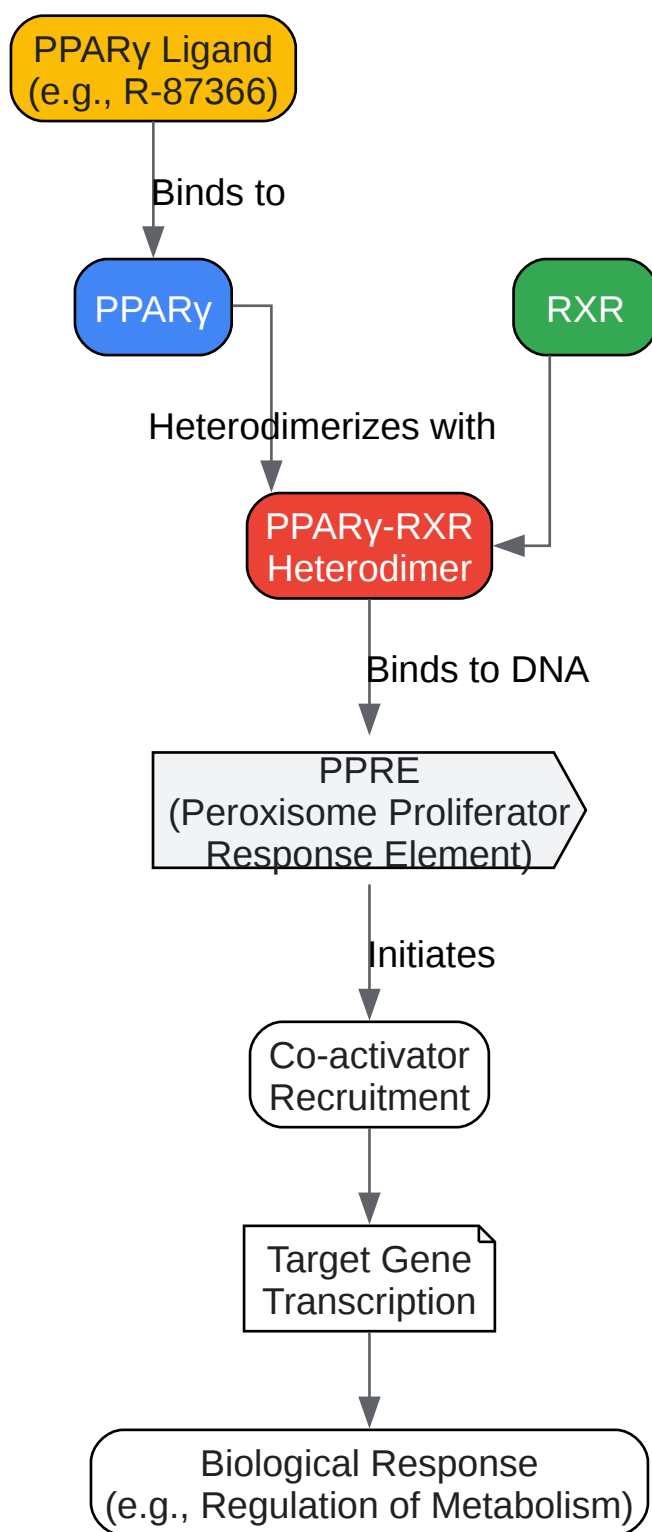 PPARγ Ligand
(e.g., R-87366)
Binds to
PPARγ
RXR
Heterodimerizes with
PPARγ-RXR
Heterodimer
Binds to DNA
PPRE
(Peroxisome Proliferator
Response Element)
Initiates
Co-activator
Recruitment
Target Gene
Transcription
Biological Response
(e.g., Regulation of Metabolism)